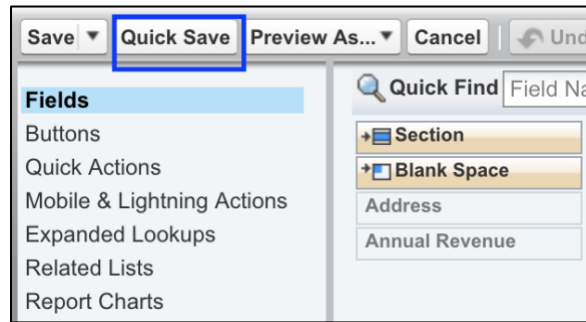 Save Quick Save Preview As... Cancel
Fields
Buttons
Quick Actions
Mobile & Lightning Actions
Expanded Lookups
Related Lists
Report Charts
Quick Find Field
Section
Blank Space
Address
Annual Revenue